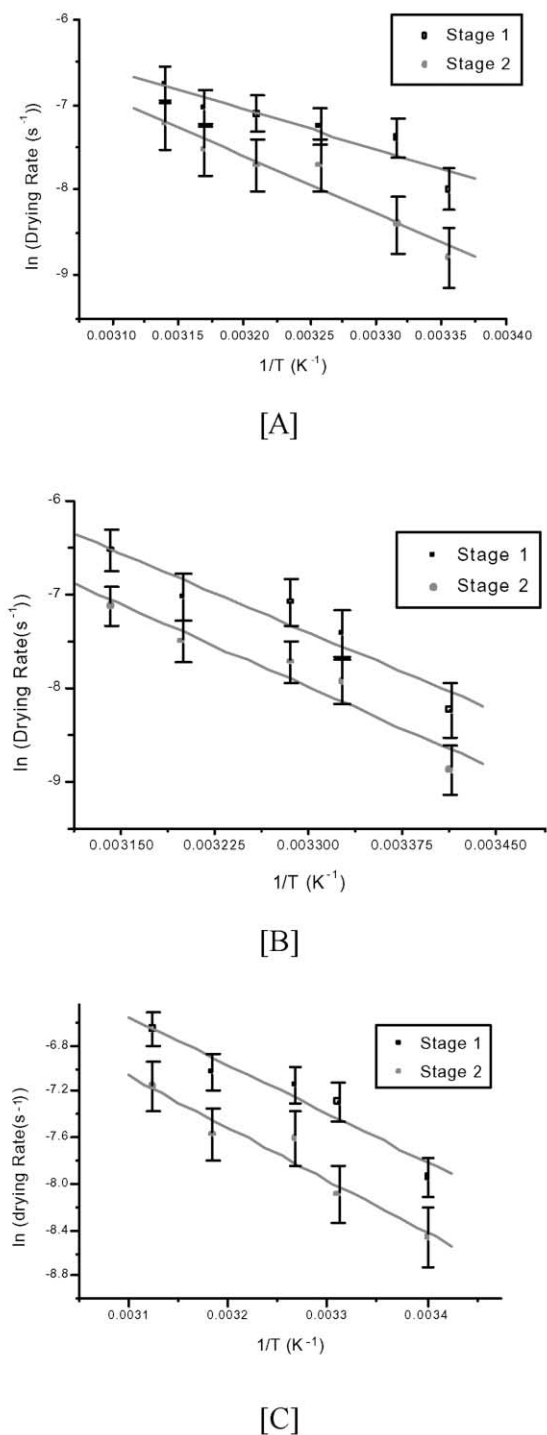 -6
-7
-8
-9
Stage 1
Stage 2
ln (Drying Rate (s⁻¹)
0.00310 0.00315 0.00320 0.00325 0.00330 0.00335 0.00340
1/T (K⁻¹)
[A]
-6
-7
-8
-9
Stage 1
Stage 2
ln (Drying Rate(s⁻¹))
0.003150 0.003225 0.003300 0.003375 0.003450
1/T (K⁻¹)
[B]
-6.8
-7.2
-7.6
-8.0
-8.4
-8.8
Stage 1
Stage 2
ln (drying Rate(s-1))
0.0031 0.0032 0.0033 0.0034
1/T (K⁻¹)
[C]